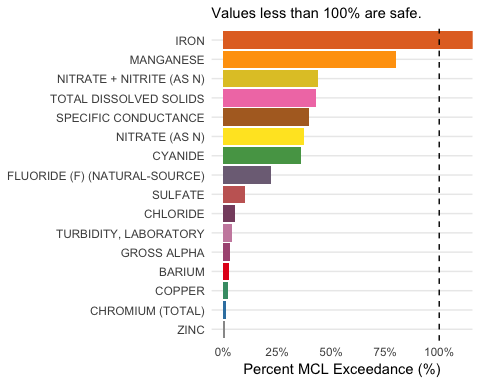 Values less than 100% are safe.
IRON
MANGANESE
NITRATE + NITRITE (AS N)
TOTAL DISSOLVED SOLIDS
SPECIFIC CONDUCTANCE
NITRATE (AS N)
CYANIDE
FLUORIDE (F) (NATURAL-SOURCE)
SULFATE
CHLORIDE
TURBIDITY, LABORATORY
GROSS ALPHA
BARIUM
COPPER
CHROMIUM (TOTAL)
ZINC
0% 25% 50% 75% 100%
Percent MCL Exceedance (%)